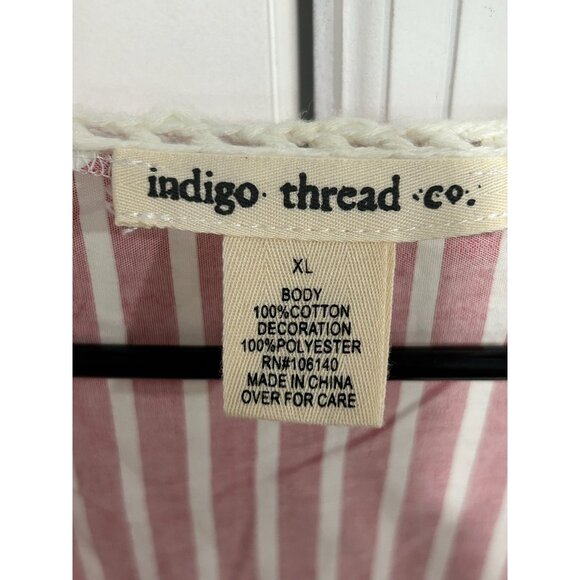 indigo thread co.
XL
BODY
100%COTTON
DECORATION
100%POLYESTER
RN#106140
MADE IN CHINA
OVER FOR CARE